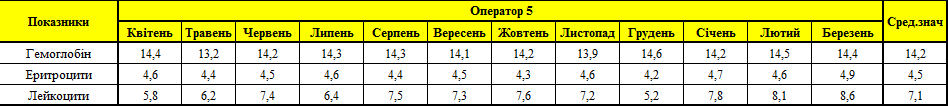 Показники Оператор 5 Сред.знач
Квітень Травень Червень Липень Серпень Вересень Жовтень Листопад Грудень Січень Лютий Березень
Гемоглобін 14,4 13,2 14,2 14,3 14,3 14,1 14,2 13,9 14,6 14,2 14,5 14,4 14,2
Еритроцити 4,6 4,4 4,5 4,6 4,4 4,5 4,3 4,6 4,2 4,7 4,6 4,9 4,5
Лейкоцити 5,8 6,2 7,4 6,4 7,5 7,3 7,6 7,2 5,2 7,8 8,1 8,6 7,1